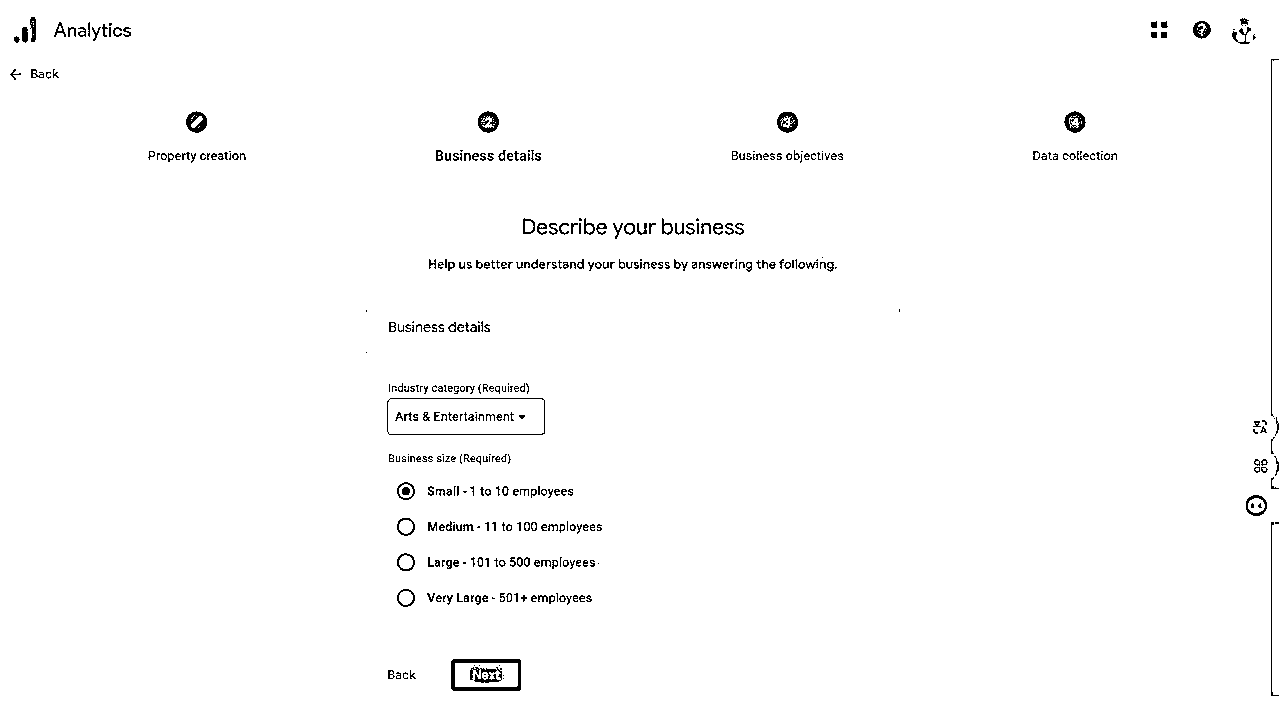 Analytics
Back
Property creation
Business details
Business objectives
Data collection
Describe your business
Help us better understand your business by answering the following.
Business details
Industry category (Required)
Arts & Entertainment
Business size (Required)
Small - 1 to 10 employees
Medium - 11 to 100 employees
Large - 101 to 500 employees
Very Large - 501+ employees
Back
Next